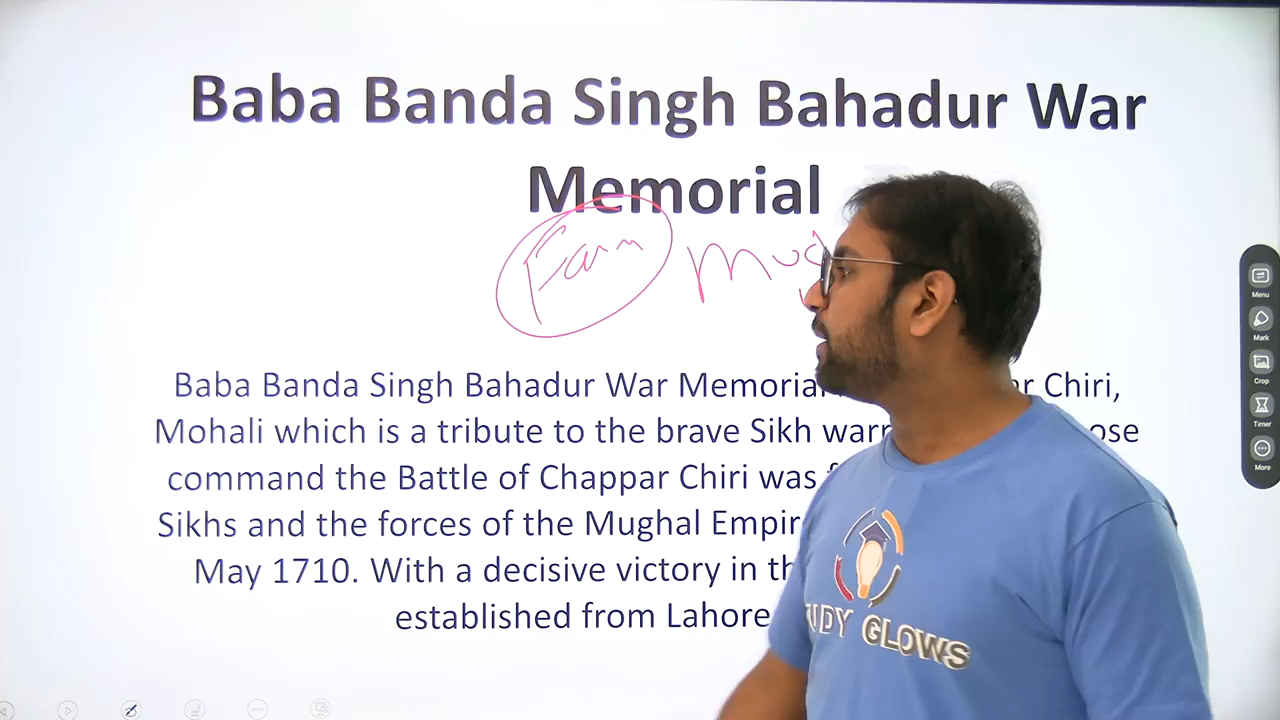 Baba Banda Singh Bahadur War
Memorial
Baba Banda Singh Bahadur War Memorial Chiri,
Mohali which is a tribute to the brave Sikh
command the Battle of Chappar Chiri was
Sikhs and the forces of the Mughal
May 1710. With a decisive victory in
established from Lahore
GLOWS
Menu
Mark
Crop
Timer
More